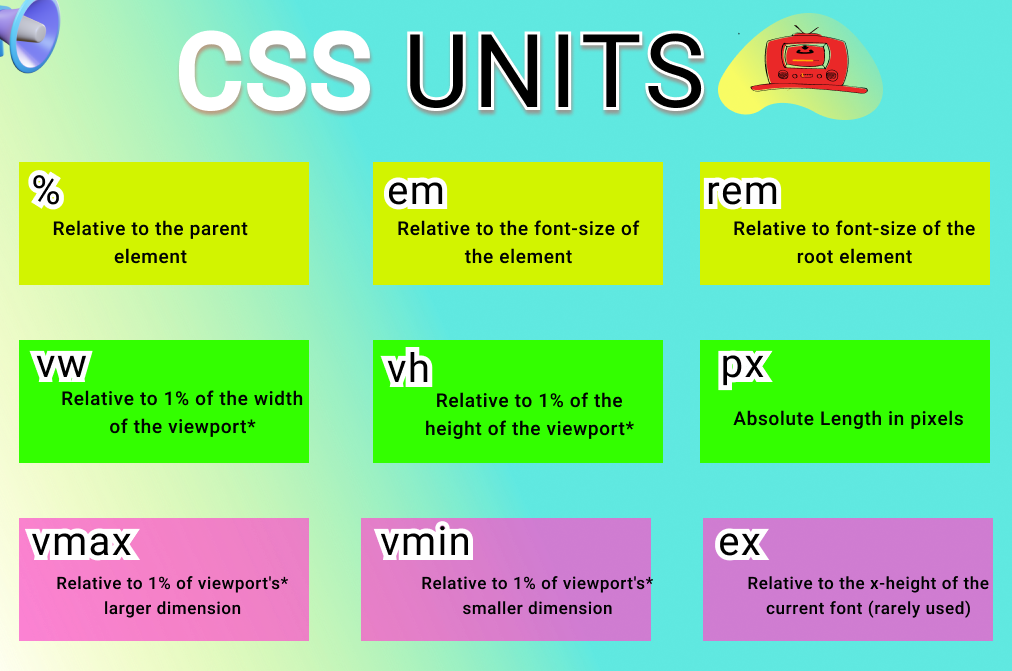 CSS UNITS
%
Relative to the parent
element
em
Relative to the font-size of
the element
rem
Relative to font-size of the
root element
vw
Relative to 1% of the width
of the viewport*
vh
Relative to 1% of the
height of the viewport*
px
Absolute Length in pixels
vmax
Relative to 1% of viewport's*
larger dimension
vmin
Relative to 1% of viewport's*
smaller dimension
ex
Relative to the x-height of the
current font (rarely used)